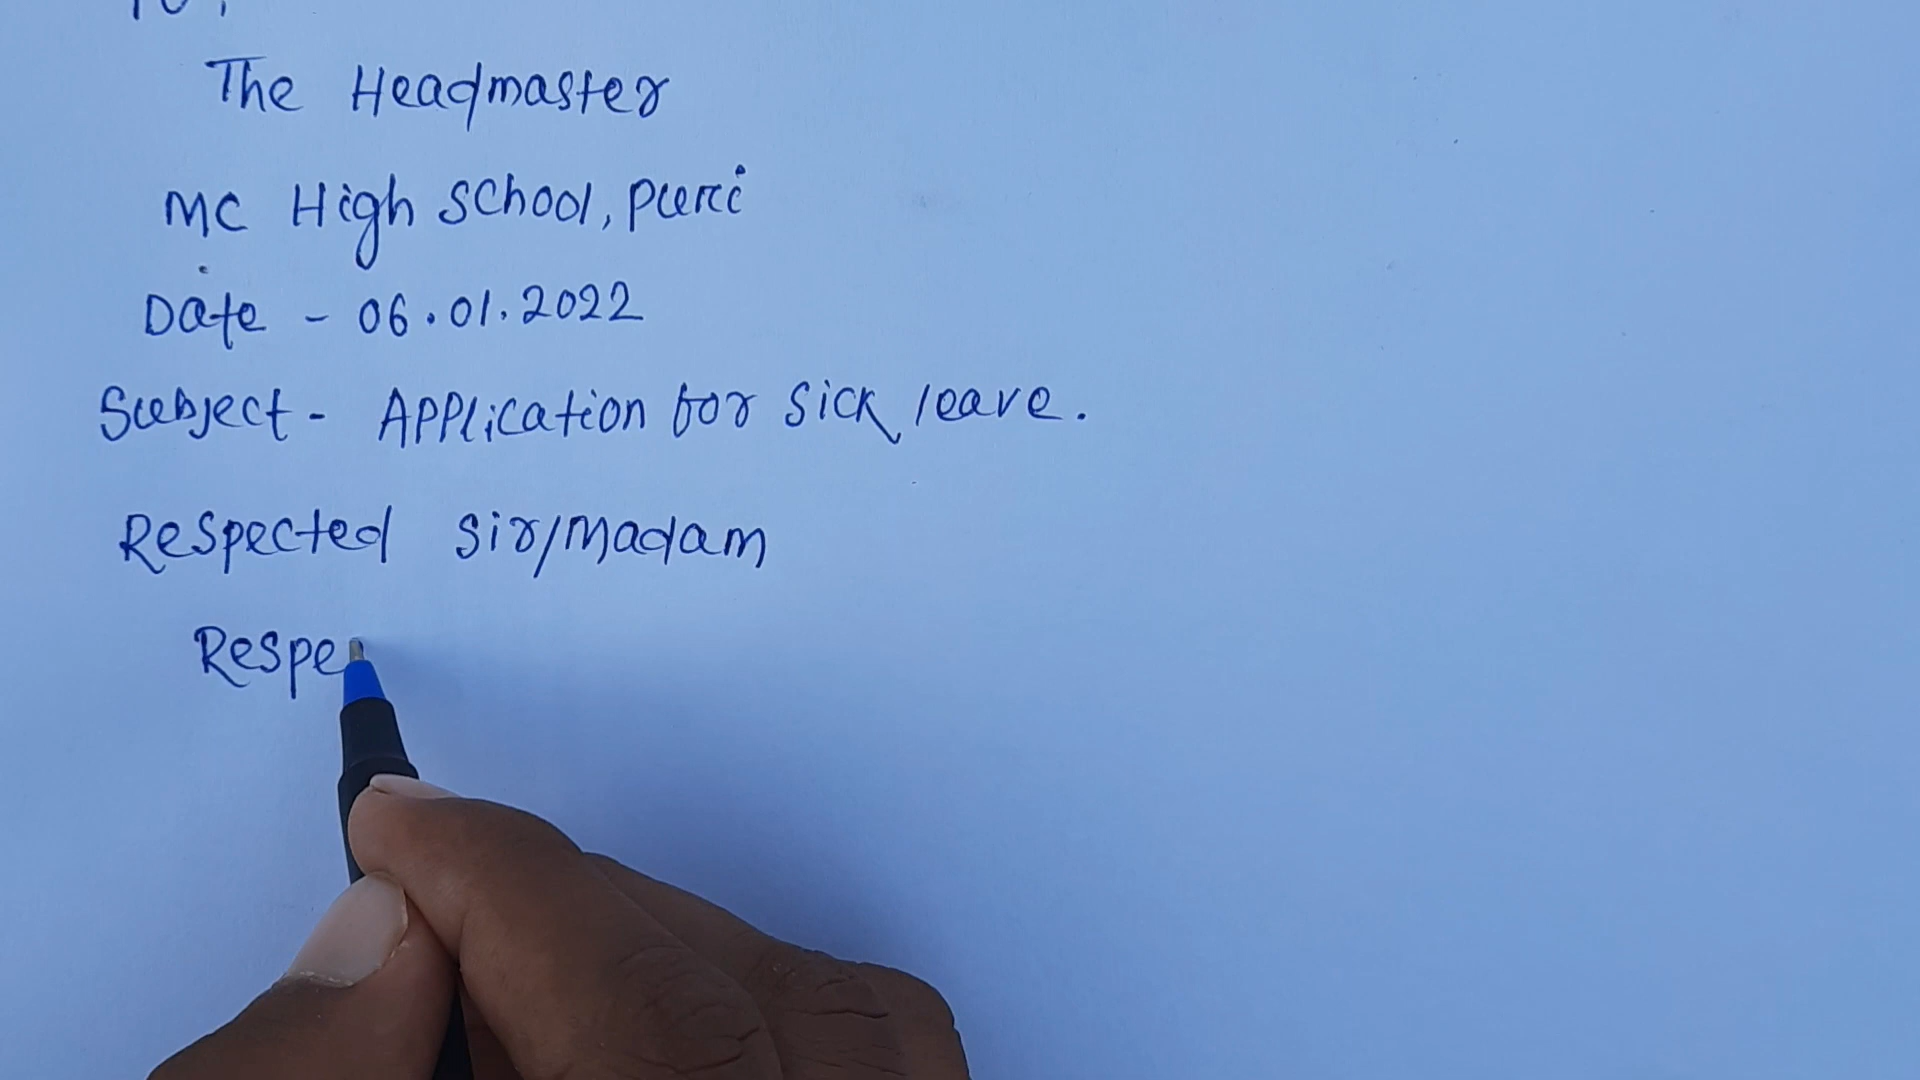 To,
The Headmaster
MC High School, Puri
Date - 06.01.2022
Subject - Application for sick leave.
Respected Sir/Madam
Respe